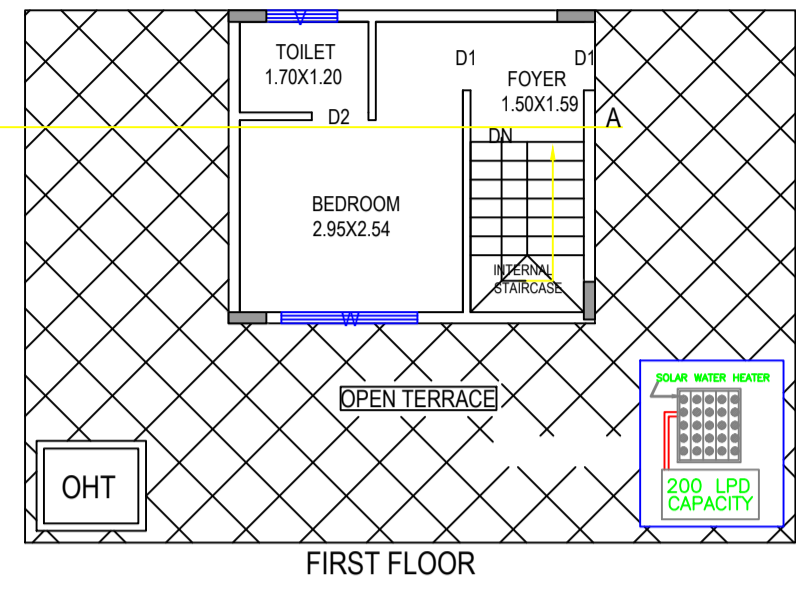 V
TOILET
1.70X1.20
D1
D1
FOYER
1.50X1.59
D2
A
DN
BEDROOM
2.95X2.54
INTERNAL
STAIRCASE
W
OPEN TERRACE
SOLAR WATER HEATER
OHT
200 LPD
CAPACITY
FIRST FLOOR